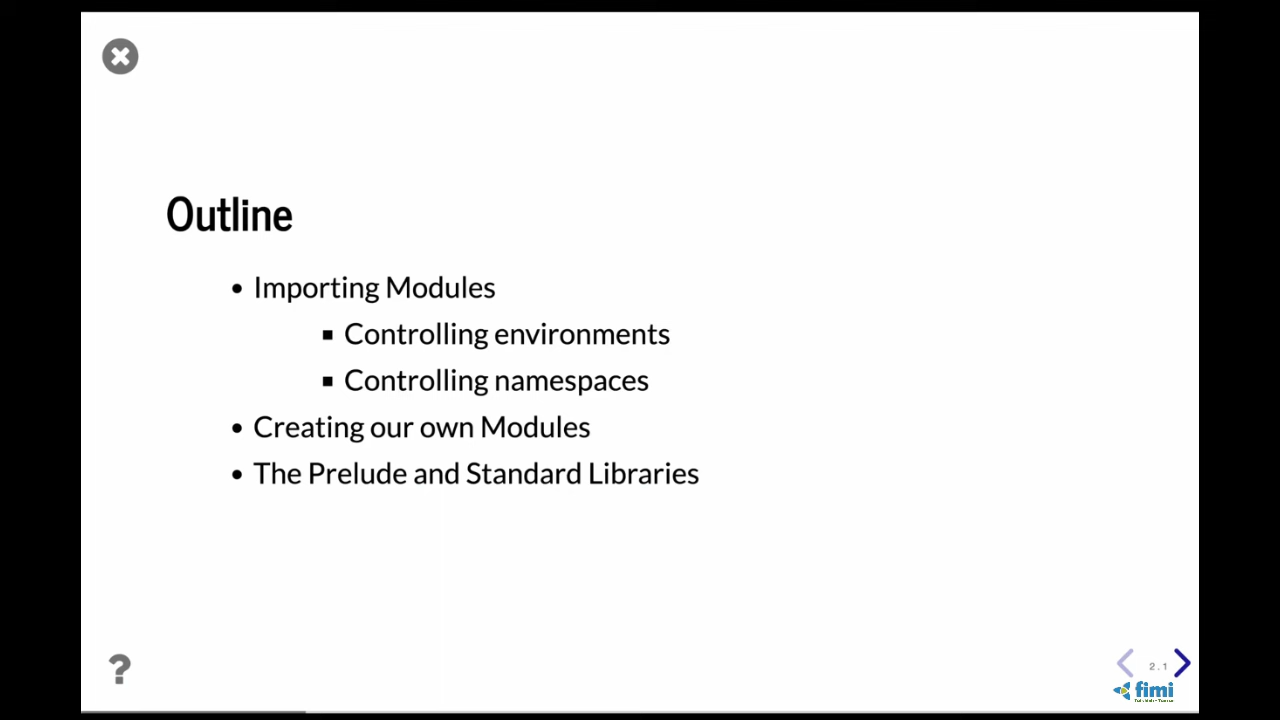 Outline
• Importing Modules
▪ Controlling environments
▪ Controlling namespaces
• Creating our own Modules
• The Prelude and Standard Libraries
?
2.1
fimi